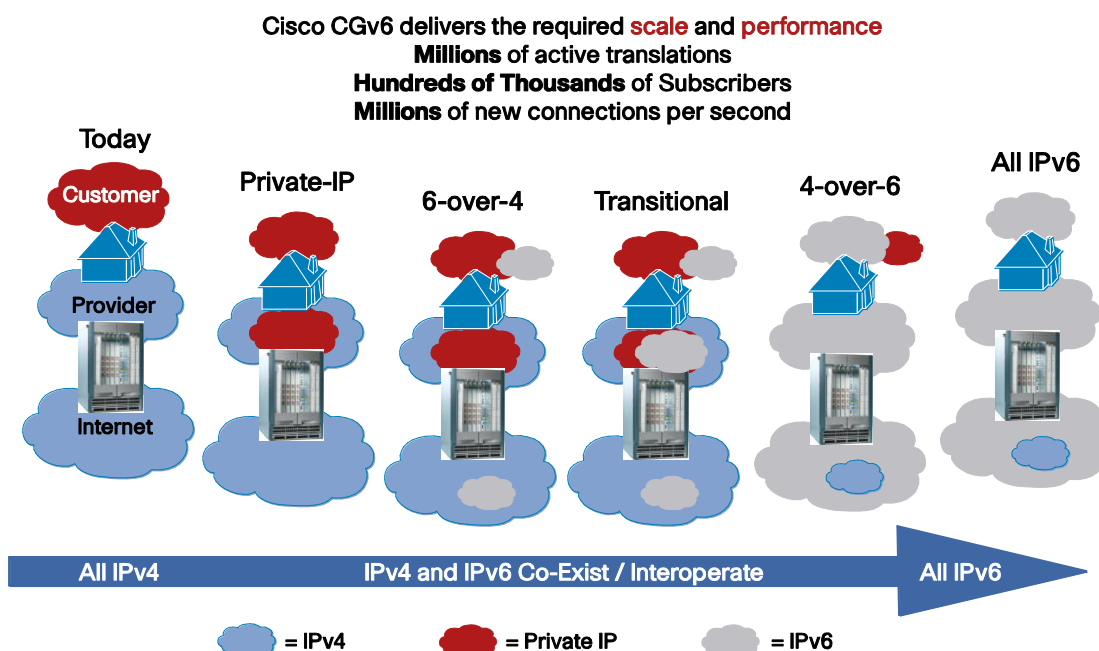 Cisco CGv6 delivers the required scale and performance
Millions of active translations
Hundreds of Thousands of Subscribers
Millions of new connections per second
Today
Private-IP
6-over-4
Transitional
4-over-6
All IPv6
Customer
Provider
Internet
All IPv4
IPv4 and IPv6 Co-Exist / Interoperate
All IPv6
= IPv4
= Private IP
= IPv6